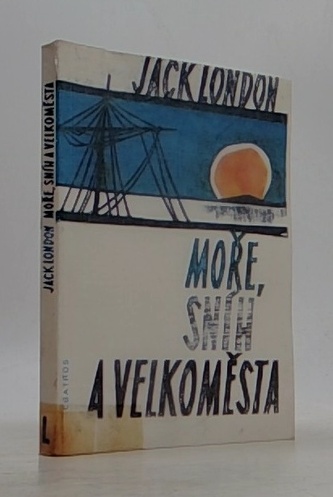 JACK LONDON
MOŘE,
SNÍH
A VELKOMĚSTA
JACK LONDON MOŘE, SNÍH A VELKOMĚSTA
L